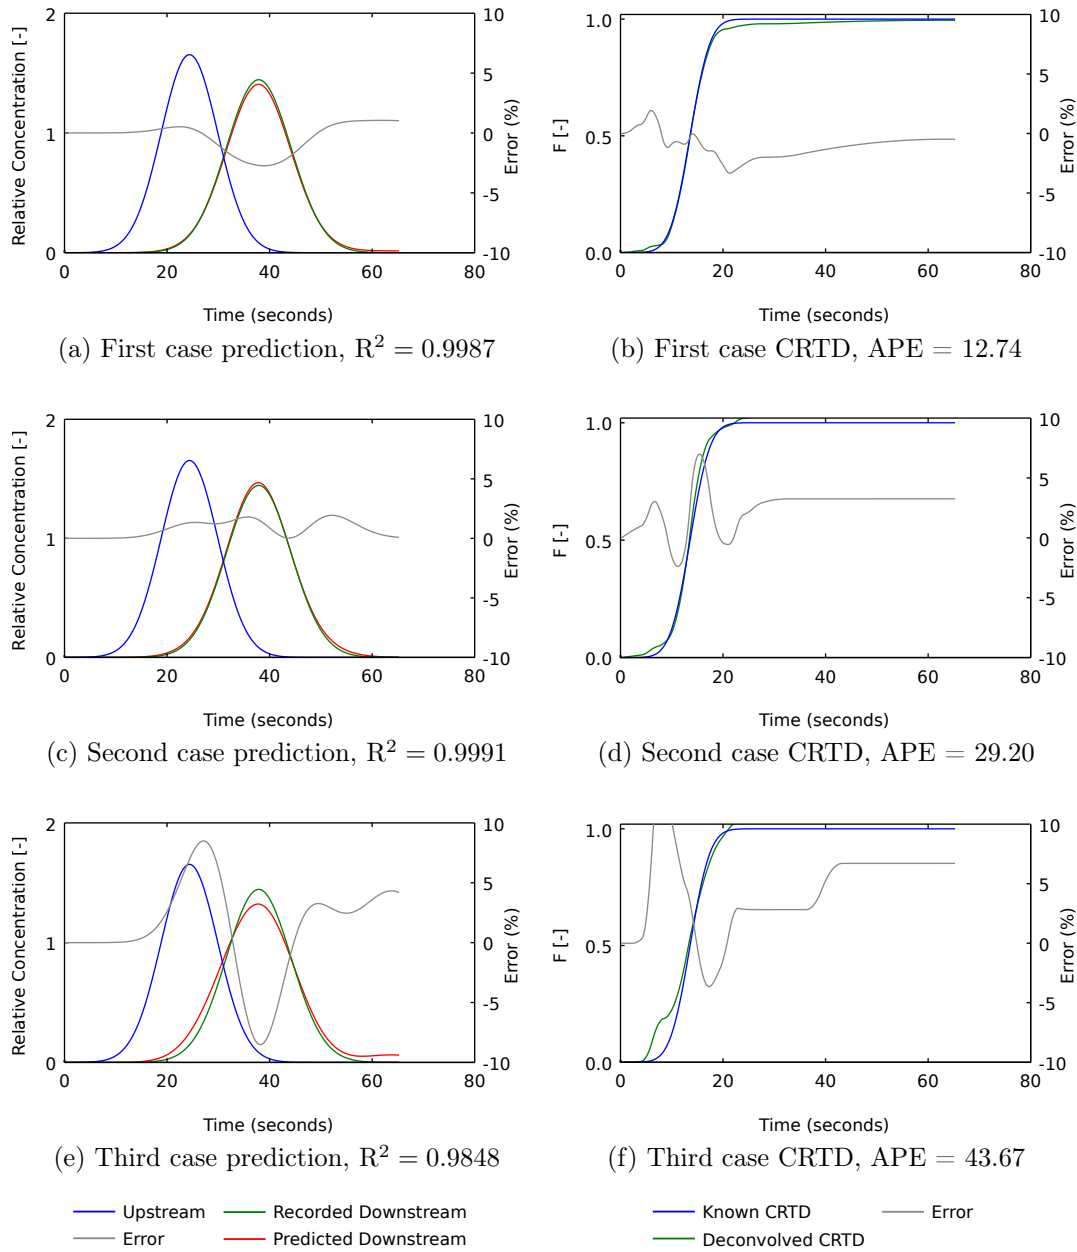 2
1
0
Relative Concentration [-]
10
5
0
-5
-10
Error (%)
0 20 40 60 80
Time (seconds)
(a) First case prediction, R² = 0.9987
1.0
0.5
0.0
F [-]
10
5
0
-5
-10
Error (%)
0 20 40 60 80
Time (seconds)
(b) First case CRTD, APE = 12.74
2
1
0
Relative Concentration [-]
10
5
0
-5
-10
Error (%)
0 20 40 60 80
Time (seconds)
(c) Second case prediction, R² = 0.9991
1.0
0.5
0.0
F [-]
10
5
0
-5
-10
Error (%)
0 20 40 60 80
Time (seconds)
(d) Second case CRTD, APE = 29.20
2
1
0
Relative Concentration [-]
10
5
0
-5
-10
Error (%)
0 20 40 60 80
Time (seconds)
(e) Third case prediction, R² = 0.9848
1.0
0.5
0.0
F [-]
10
5
0
-5
-10
Error (%)
0 20 40 60 80
Time (seconds)
(f) Third case CRTD, APE = 43.67
Upstream Recorded Downstream
Error Predicted Downstream
Known CRTD Error
Deconvolved CRTD